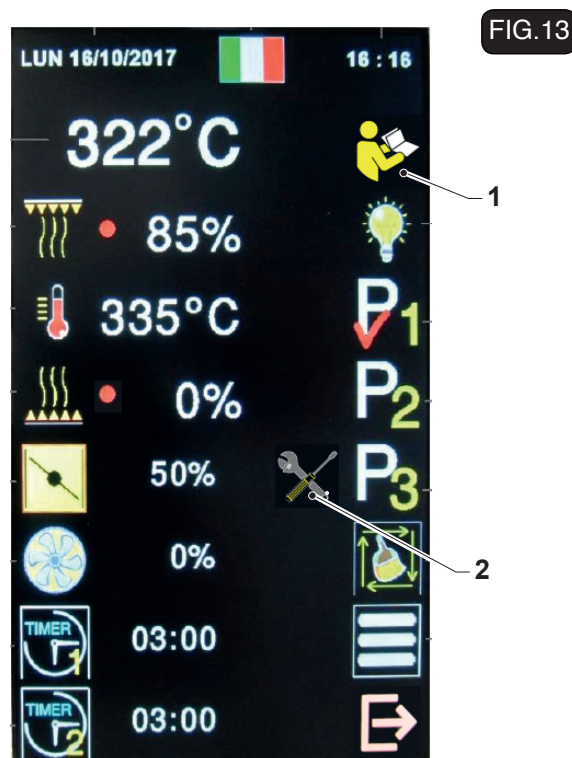 FIG.13
LUN 16/10/2017 16 : 16
322°C
1
85%
335°C P1
0% P2
50% P3
0%
2
TIMER 1 03:00
TIMER 2 03:00